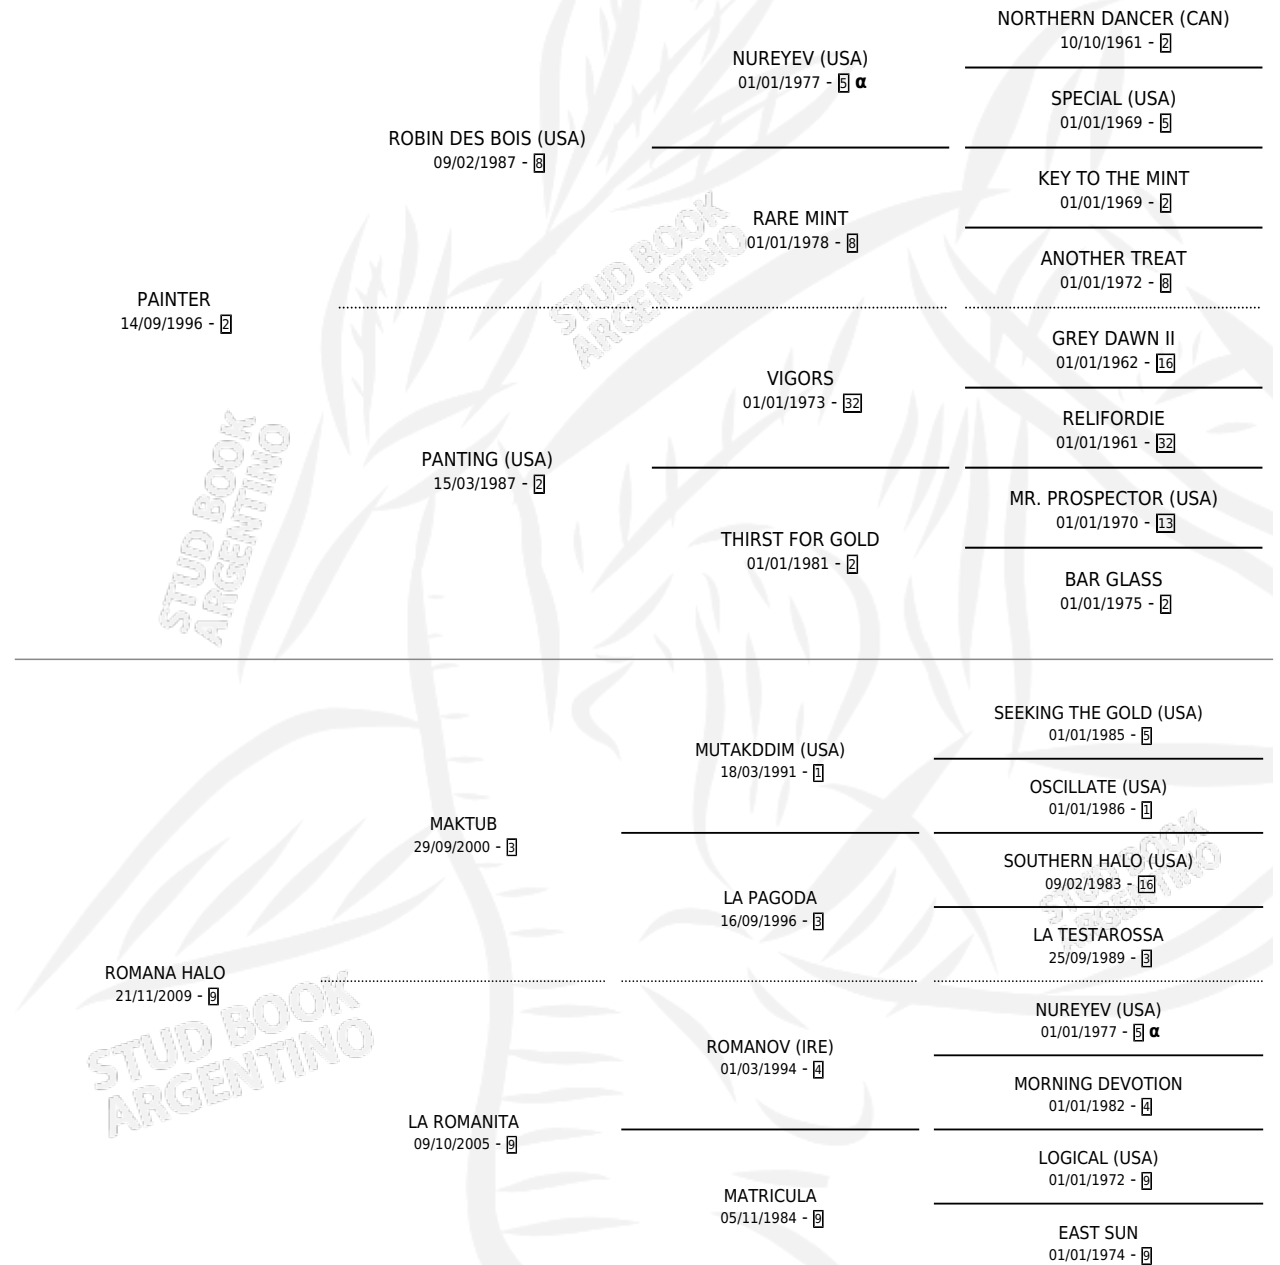 NORTHERN DANCER (CAN)
10/10/1961 - 2
NUREYEV (USA)
01/01/1977 - 5 α
SPECIAL (USA)
01/01/1969 - 5
ROBIN DES BOIS (USA)
09/02/1987 - 8
KEY TO THE MINT
01/01/1969 - 2
RARE MINT
01/01/1978 - 8
ANOTHER TREAT
01/01/1972 - 8
PAINTER
14/09/1996 - 2
GREY DAWN II
01/01/1962 - 16
VIGORS
01/01/1973 - 32
RELIFORDIE
01/01/1961 - 32
PANTING (USA)
15/03/1987 - 2
MR. PROSPECTOR (USA)
01/01/1970 - 13
THIRST FOR GOLD
01/01/1981 - 2
BAR GLASS
01/01/1975 - 2
STUD BOOK
ARGENTINO
STUD BOOK
ARGENTINO
SEEKING THE GOLD (USA)
01/01/1985 - 5
MUTAKDDIM (USA)
18/03/1991 - 1
OSCILLATE (USA)
01/01/1986 - 1
MAKTUB
29/09/2000 - 3
SOUTHERN HALO (USA)
09/02/1983 - 16
LA PAGODA
16/09/1996 - 3
LA TESTAROSSA
25/09/1989 - 3
ROMANA HALO
21/11/2009 - 9
NUREYEV (USA)
01/01/1977 - 5 α
ROMANOV (IRE)
01/03/1994 - 4
MORNING DEVOTION
01/01/1982 - 4
LA ROMANITA
09/10/2005 - 9
LOGICAL (USA)
01/01/1972 - 9
MATRICULA
05/11/1984 - 9
EAST SUN
01/01/1974 - 9
STUD BOOK
ARGENTINO
STUD BOOK
ARGENTINO